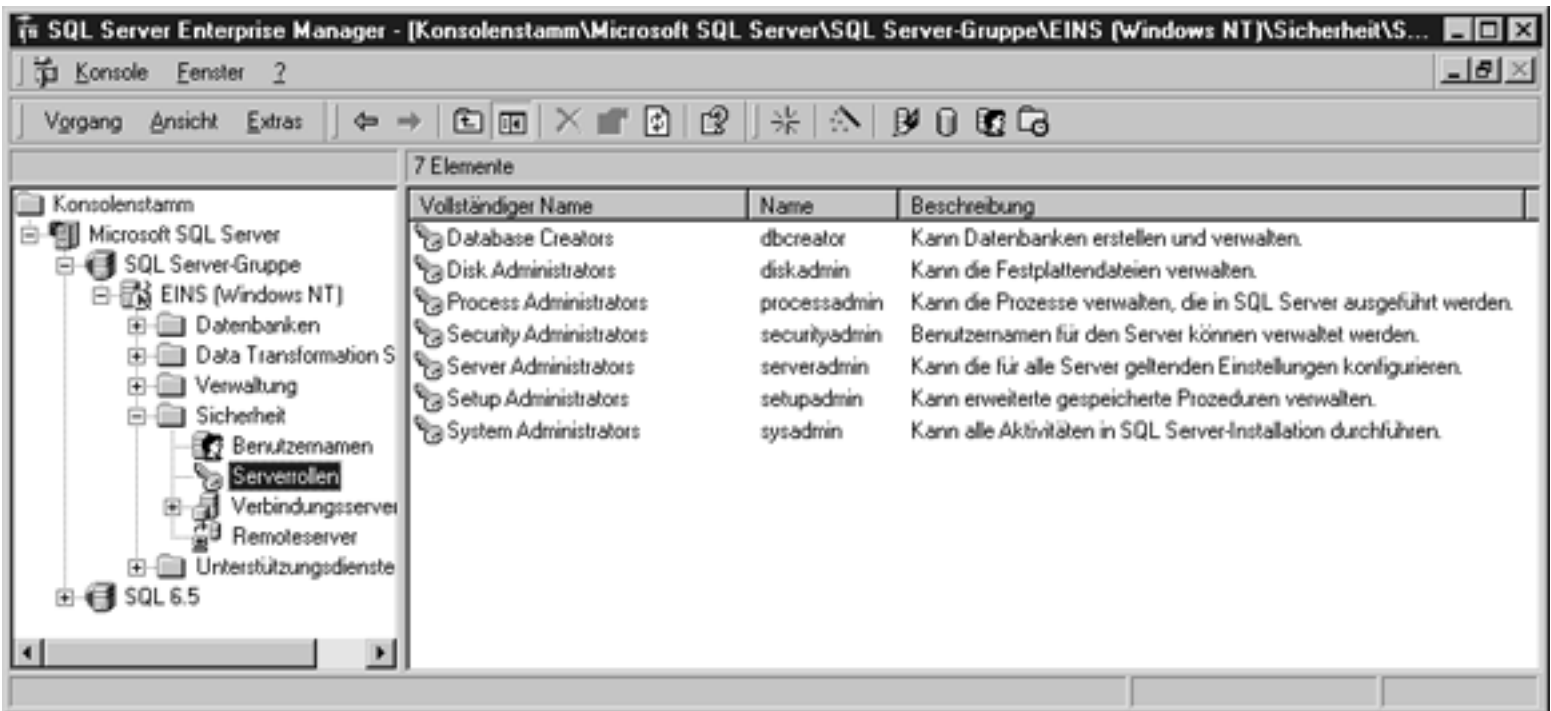 SQL Server Enterprise Manager - [Konsolenstamm\Microsoft SQL Server\SQL Server-Gruppe\EINS (Windows NT)\Sicherheit\S...
Konsole Fenster ?
Vorgang Ansicht Extras
7 Elemente
Konsolenstamm
Microsoft SQL Server
SQL Server-Gruppe
EINS (Windows NT)
Datenbanken
Data Transformation S
Verwaltung
Sicherheit
Benutzernamen
Serverrollen
Verbindungsserver
Remoteserver
Unterstützungsdienste
SQL 6.5
Vollständiger Name Name Beschreibung
Database Creators dbcreator Kann Datenbanken erstellen und verwalten.
Disk Administrators diskadmin Kann die Festplattendateien verwalten.
Process Administrators processadmin Kann die Prozesse verwalten, die in SQL Server ausgeführt werden.
Security Administrators securityadmin Benutzernamen für den Server können verwaltet werden.
Server Administrators serveradmin Kann die für alle Server geltenden Einstellungen konfigurieren.
Setup Administrators setupadmin Kann erweiterte gespeicherte Prozeduren verwalten.
System Administrators sysadmin Kann alle Aktivitäten in SQL Server-Installation durchführen.